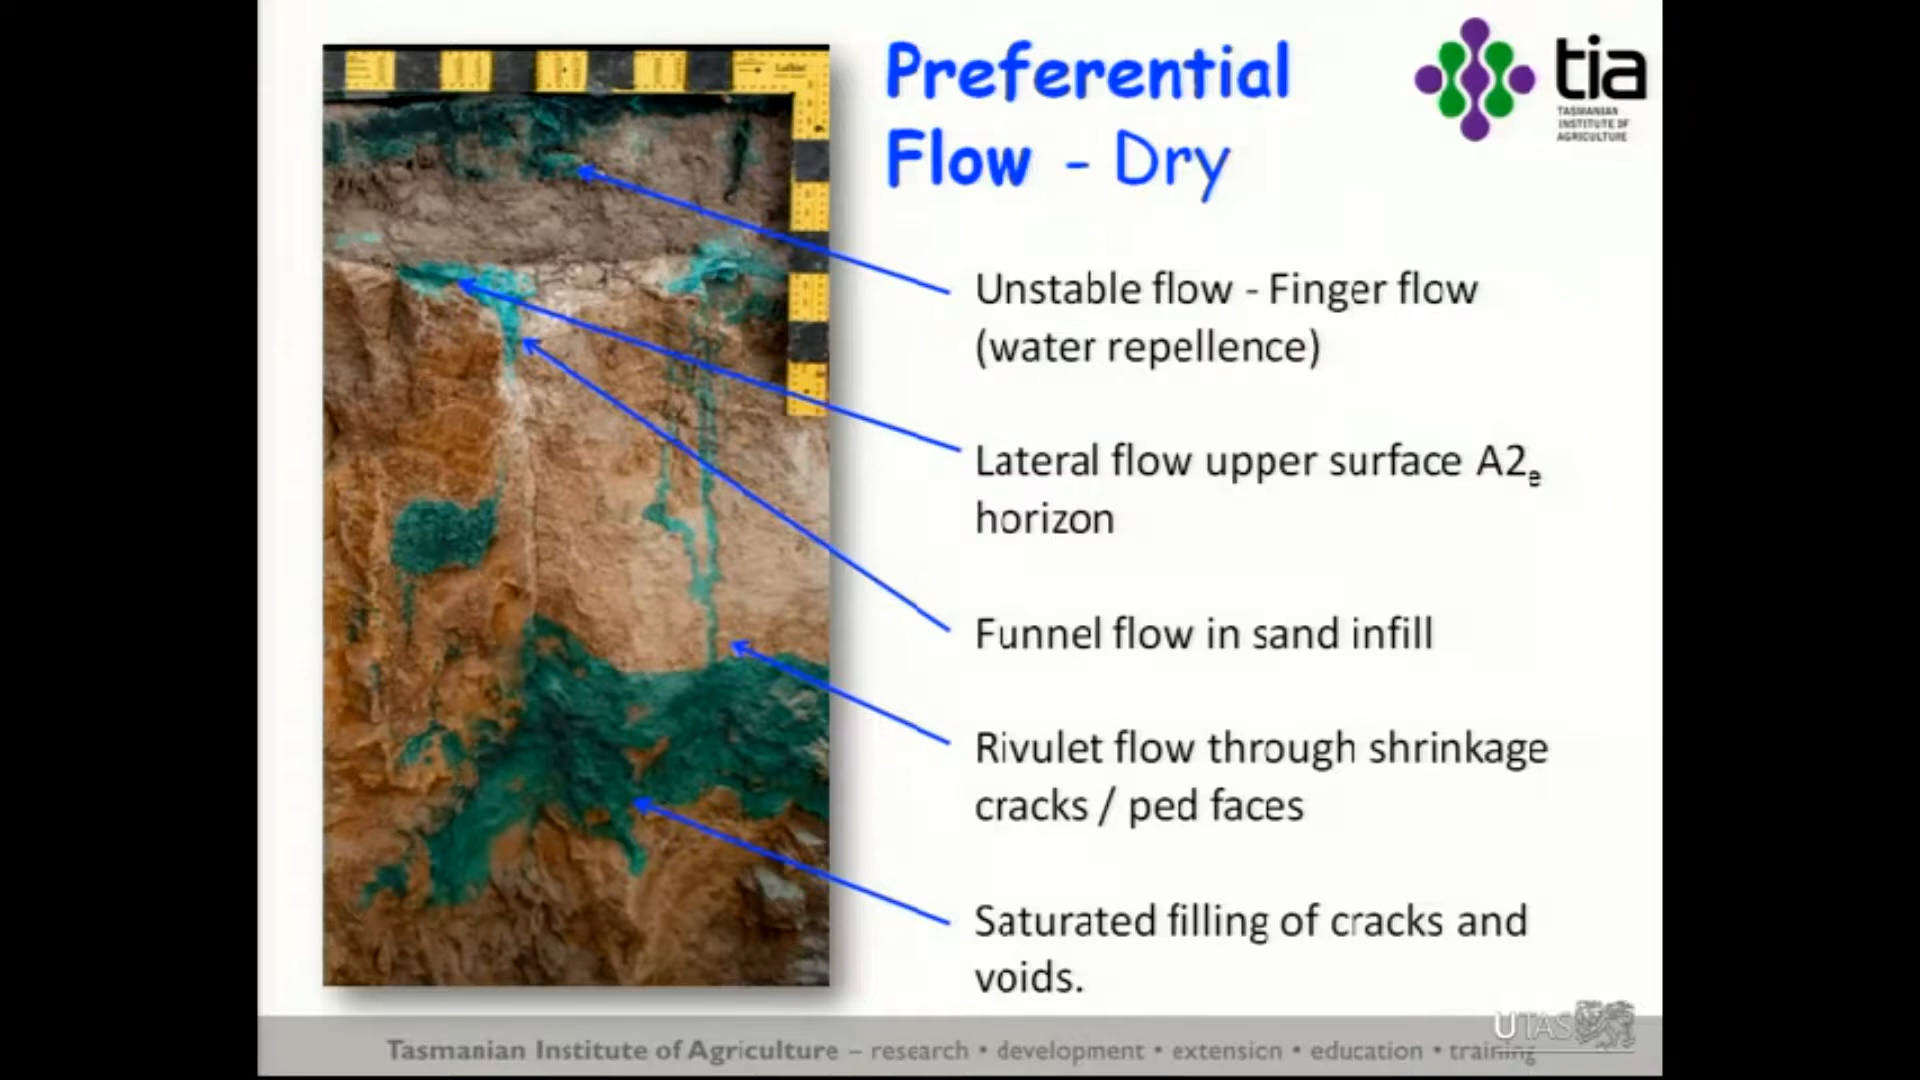 Preferential
Flow - Dry
tia
TASMANIAN
INSTITUTE OF
AGRICULTURE
Unstable flow - Finger flow
(water repellence)
Lateral flow upper surface A2e
horizon
Funnel flow in sand infill
Rivulet flow through shrinkage
cracks / ped faces
Saturated filling of cracks and
voids.
UTAS
Tasmanian Institute of Agriculture – research • development • extension • education • training